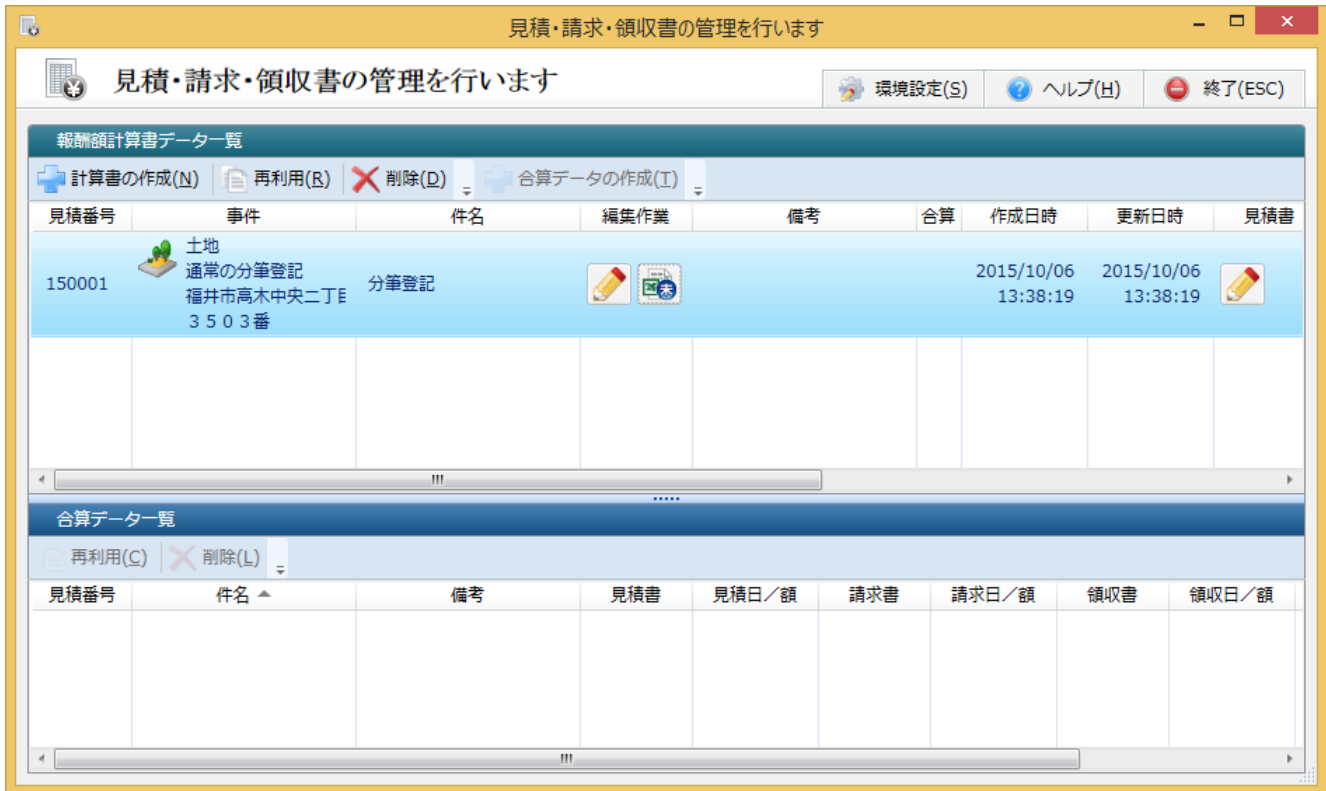 見積・請求・領収書の管理を行います
見積・請求・領収書の管理を行います
環境設定(S) ヘルプ(H) 終了(ESC)
報酬額計算書データ一覧
計算書の作成(N) 再利用(R) 削除(D) 合算データの作成(T)
見積番号 事件 件名 編集作業 備考 合算 作成日時 更新日時 見積書
土地
通常の分筆登記
150001 福井市高木中央二丁目 分筆登記 未 2015/10/06 2015/10/06
３５０３番 13:38:19 13:38:19
合算データ一覧
再利用(C) 削除(L)
見積番号 件名 備考 見積書 見積日／額 請求書 請求日／額 領収書 領収日／額